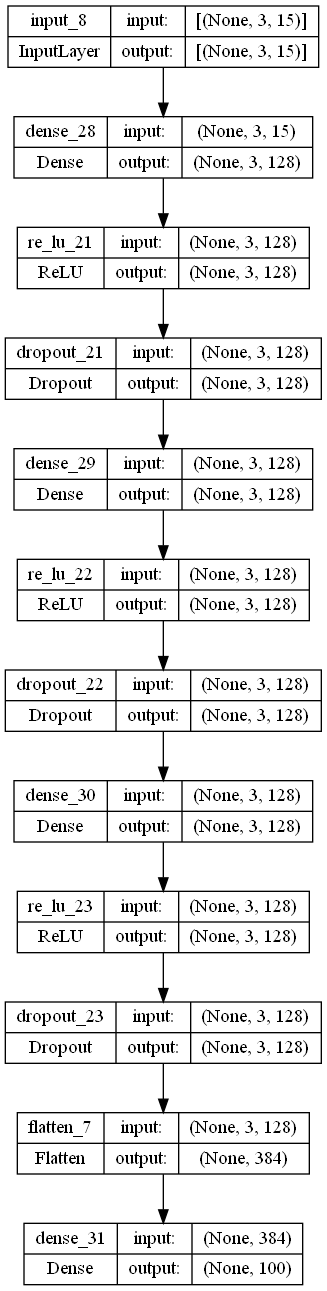 input_8 input: [(None, 3, 15)]
InputLayer output: [(None, 3, 15)]
dense_28 input: (None, 3, 15)
Dense output: (None, 3, 128)
re_lu_21 input: (None, 3, 128)
ReLU output: (None, 3, 128)
dropout_21 input: (None, 3, 128)
Dropout output: (None, 3, 128)
dense_29 input: (None, 3, 128)
Dense output: (None, 3, 128)
re_lu_22 input: (None, 3, 128)
ReLU output: (None, 3, 128)
dropout_22 input: (None, 3, 128)
Dropout output: (None, 3, 128)
dense_30 input: (None, 3, 128)
Dense output: (None, 3, 128)
re_lu_23 input: (None, 3, 128)
ReLU output: (None, 3, 128)
dropout_23 input: (None, 3, 128)
Dropout output: (None, 3, 128)
flatten_7 input: (None, 3, 128)
Flatten output: (None, 384)
dense_31 input: (None, 384)
Dense output: (None, 100)